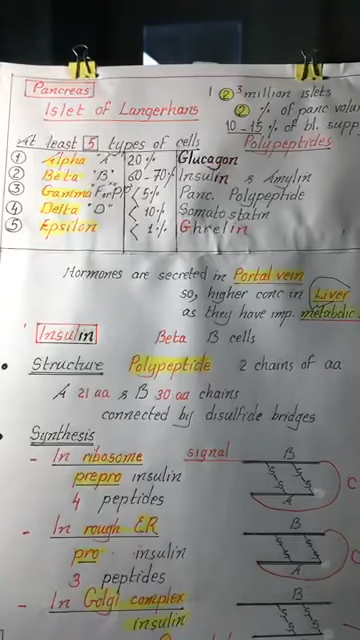 Pancreas
1 ② 3 million islets
Islet of Langerhans
② % of panc volu
10-15 % of bl. supp
At least 5 types of cells
Polypeptides
① Alpha "A" 20% Glucagon
② Beta "B" 60-70% Insulin & Amylin
③ Gamma "F or PP" < 5% Panc. Polypeptide
④ Delta "D" < 10% Somatostatin
⑤ Epsilon < 1% Ghrelin
Hormones are secreted in Portal vein
so, higher conc in Liver
as they have imp. metabolic
Insulin Beta B cells
Structure Polypeptide 2 chains of aa
A 21 aa & B 30 aa chains
connected by disulfide bridges
Synthesis
- In ribosome signal B
prepro insulin C
4 peptides A
- In rough ER B
pro insulin C
3 peptides A
- In Golgi complex B
insulin